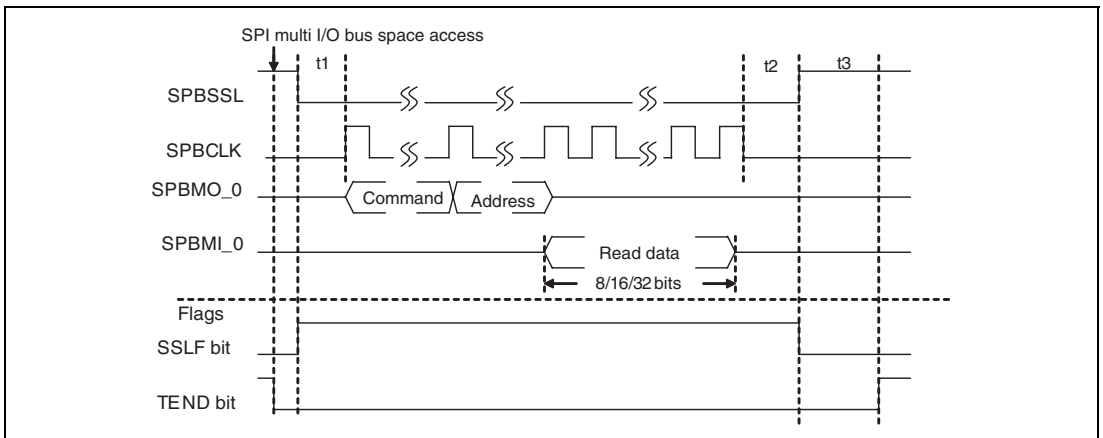 SPI multi I/O bus space access
t1
t2
t3
SPBSSL
SPBCLK
SPBMO_0
Command
Address
SPBMI_0
Read data
8/16/32 bits
Flags
SSLF bit
TEND bit